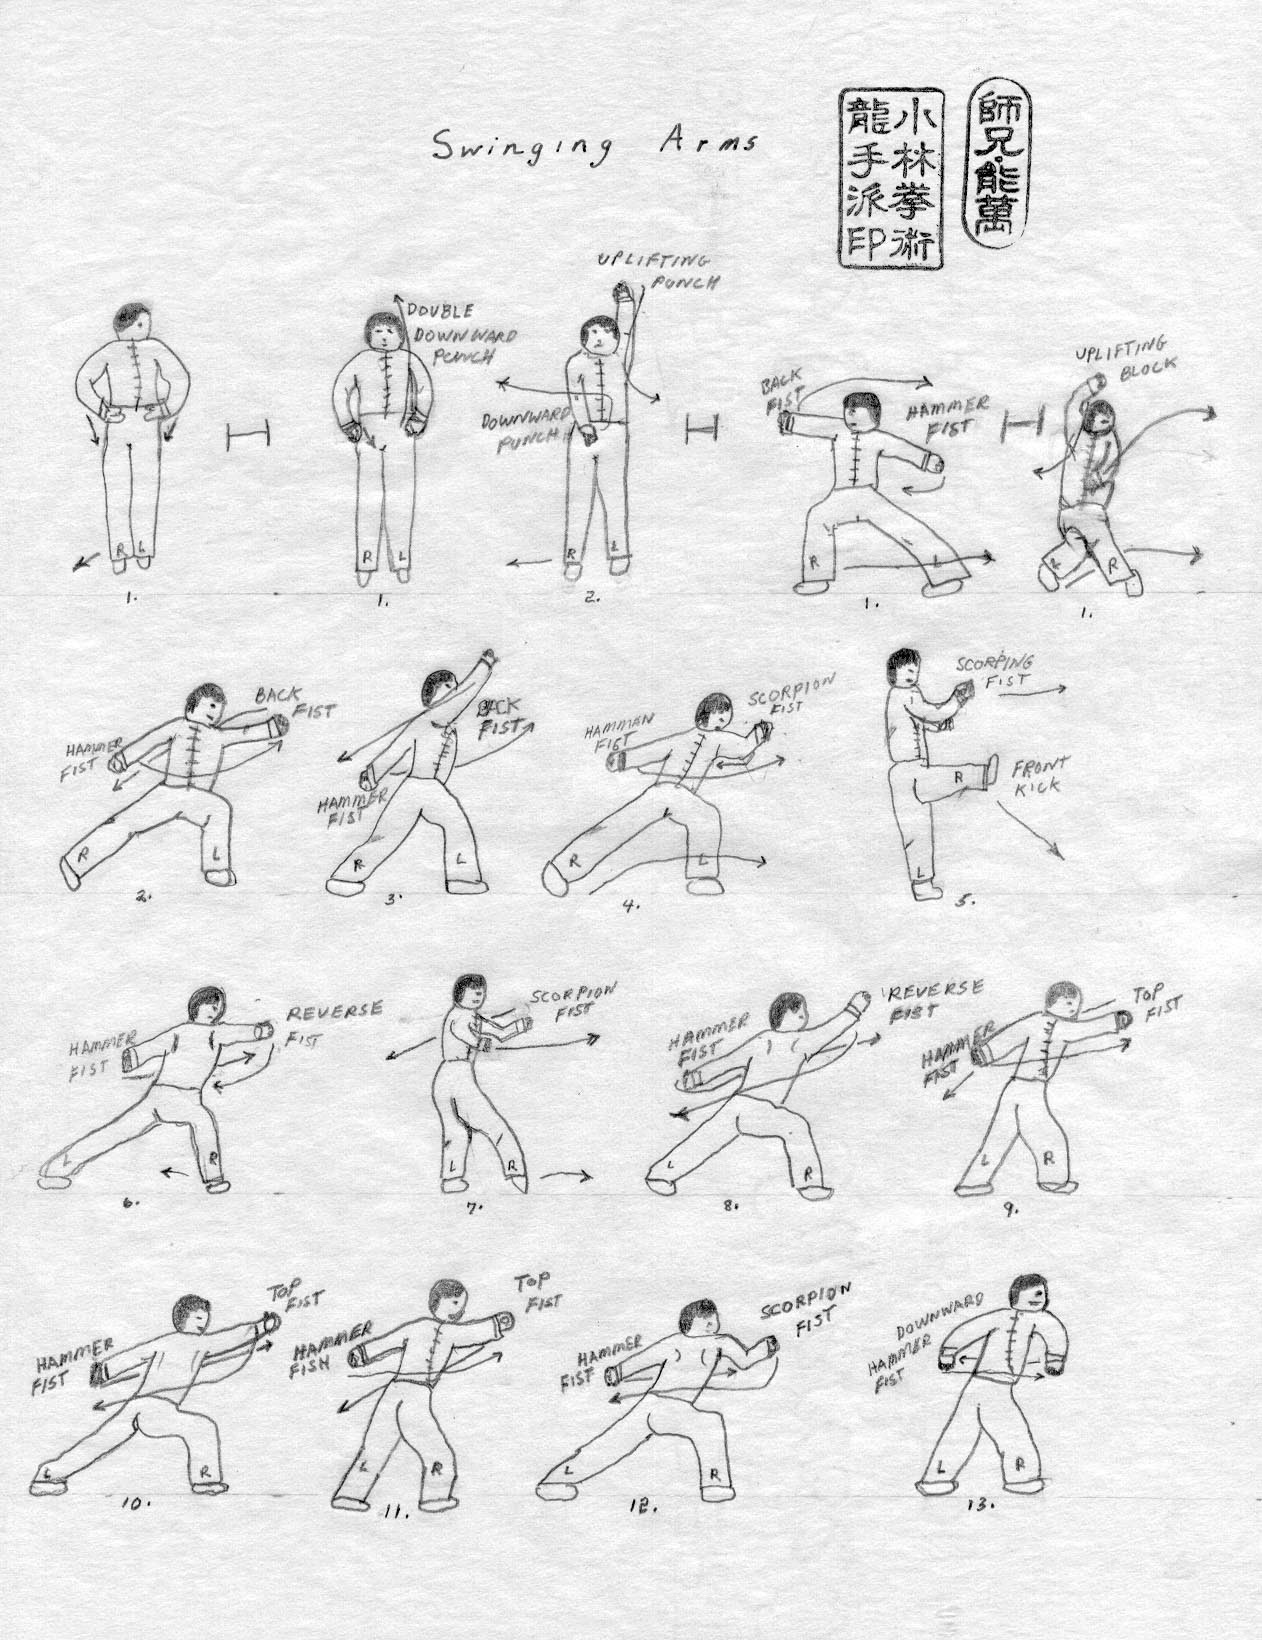 Swinging Arms
小林拳術
龍手派印
師兄能萬
R L
1.
DOUBLE
DOWNWARD
PUNCH
R L
1.
UPLIFTING
PUNCH
DOWNWARD
PUNCH
R L
2.
BACK
FIST
HAMMER
FIST
R L
1.
UPLIFTING
BLOCK
L R
1.
HAMMER
FIST
BACK
FIST
R L
2.
BACK
FIST
HAMMER
FIST
R L
3.
HAMMAN
FIST
SCORPION
FIST
R L
4.
SCORPING
FIST
FRONT
KICK
R
L
5.
HAMMER
FIST
REVERSE
FIST
L R
6.
SCORPION
FIST
L R
7.
HAMMER
FIST
REVERSE
FIST
L R
8.
HAMMER
FIST
TOP
FIST
L R
9.
HAMMER
FIST
TOP
FIST
L R
10.
HAMMER
FISH
TOP
FIST
L R
11.
HAMMER
FIST
SCORPION
FIST
L R
12.
DOWNWARD
HAMMER
FIST
L R
13.